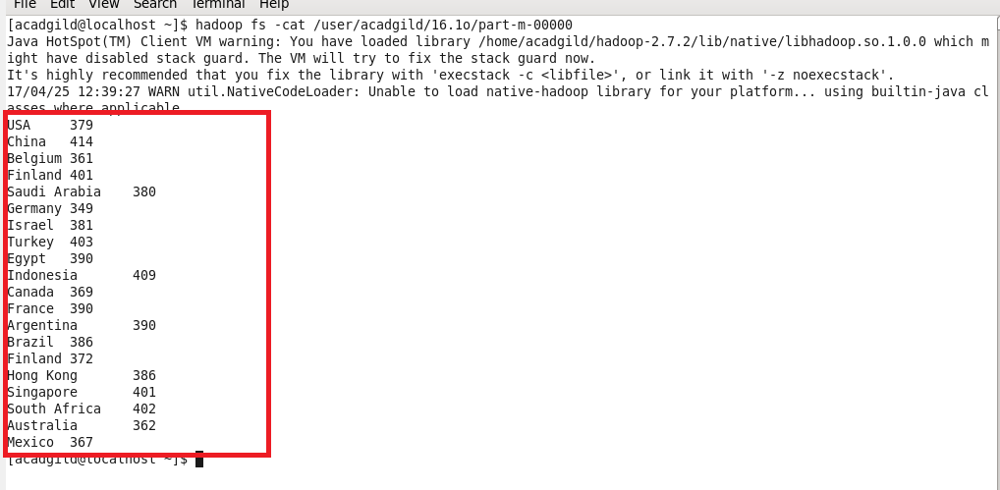 File Edit View Search Terminal Help
[acadgild@localhost ~]$ hadoop fs -cat /user/acadgild/16.1o/part-m-00000
Java HotSpot(TM) Client VM warning: You have loaded library /home/acadgild/hadoop-2.7.2/lib/native/libhadoop.so.1.0.0 which m
ight have disabled stack guard. The VM will try to fix the stack guard now.
It's highly recommended that you fix the library with 'execstack -c <libfile>', or link it with '-z noexecstack'.
17/04/25 12:39:27 WARN util.NativeCodeLoader: Unable to load native-hadoop library for your platform... using builtin-java cl
asses where applicable
USA 379
China 414
Belgium 361
Finland 401
Saudi Arabia 380
Germany 349
Israel 381
Turkey 403
Egypt 390
Indonesia 409
Canada 369
France 390
Argentina 390
Brazil 386
Finland 372
Hong Kong 386
Singapore 401
South Africa 402
Australia 362
Mexico 367
[acadgild@localhost ~]$